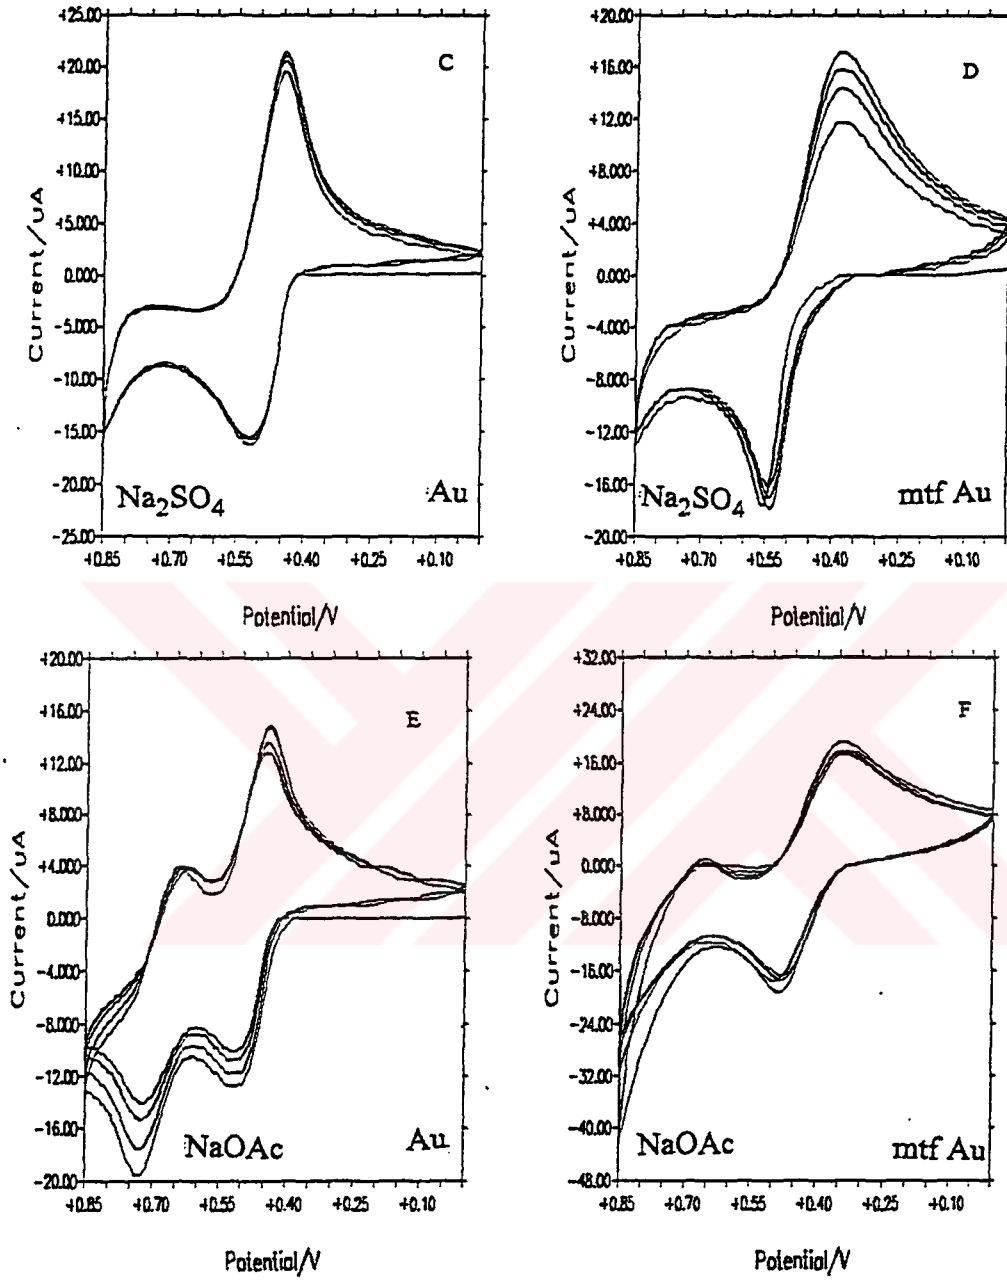 C
+25.00
+20.00
+15.00
+10.00
+5.000
0.000
-5.000
-10.00
-15.00
-20.00
-25.00
Current/uA
Na2SO4
Au
+0.85 +0.70 +0.55 +0.40 +0.25 +0.10
Potential/V
D
+20.00
+16.00
+12.00
+8.000
+4.000
0.000
-4.000
-8.000
-12.00
-16.00
-20.00
Current/uA
Na2SO4
mtf Au
+0.85 +0.70 +0.55 +0.40 +0.25 +0.10
Potential/V
E
+20.00
+16.00
+12.00
+8.000
+4.000
0.000
-4.000
-8.000
-12.00
-16.00
-20.00
Current/uA
NaOAc
Au
+0.85 +0.70 +0.55 +0.40 +0.25 +0.10
Potential/V
F
+32.00
+24.00
+16.00
+8.000
0.000
-8.000
-16.00
-24.00
-32.00
-40.00
-48.00
Current/uA
NaOAc
mtf Au
+0.85 +0.70 +0.55 +0.40 +0.25 +0.10
Potential/V